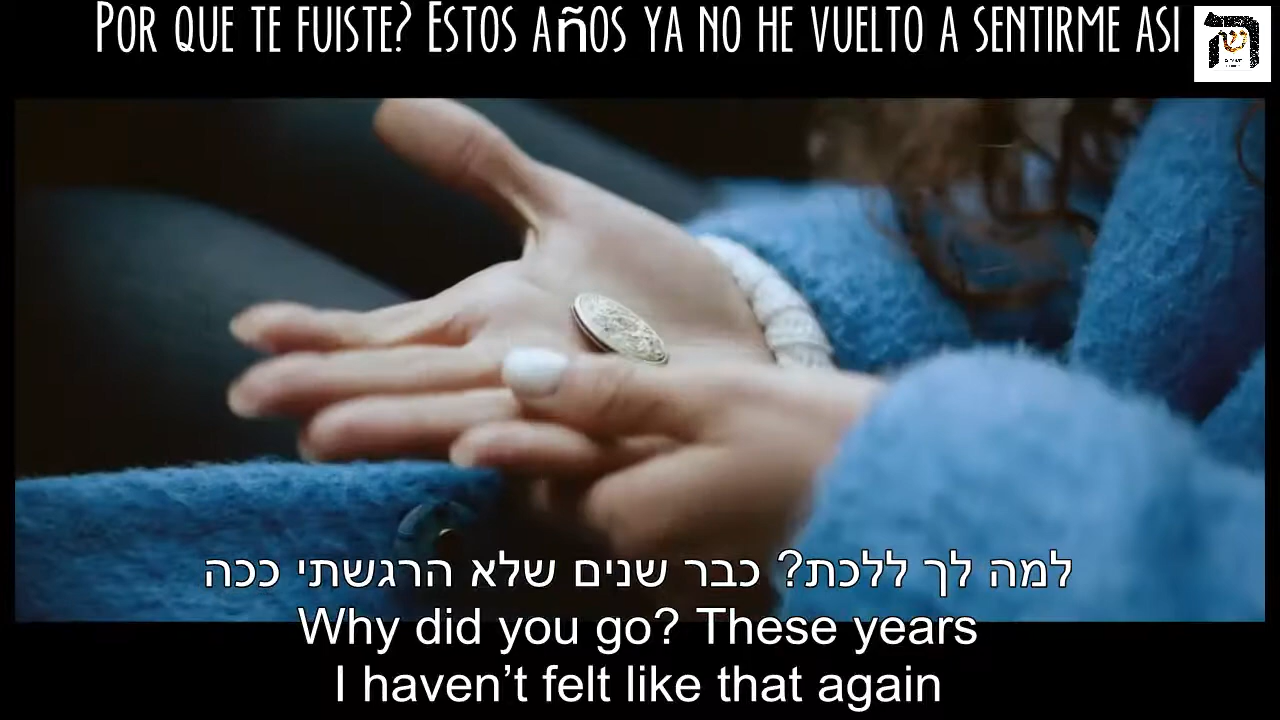 POR QUE TE FUISTE? ESTOS AÑOS YA NO HE VUELTO A SENTIRME ASI
למה לך ללכת? כבר שנים שלא הרגשתי ככה
Why did you go? These years
I haven’t felt like that again